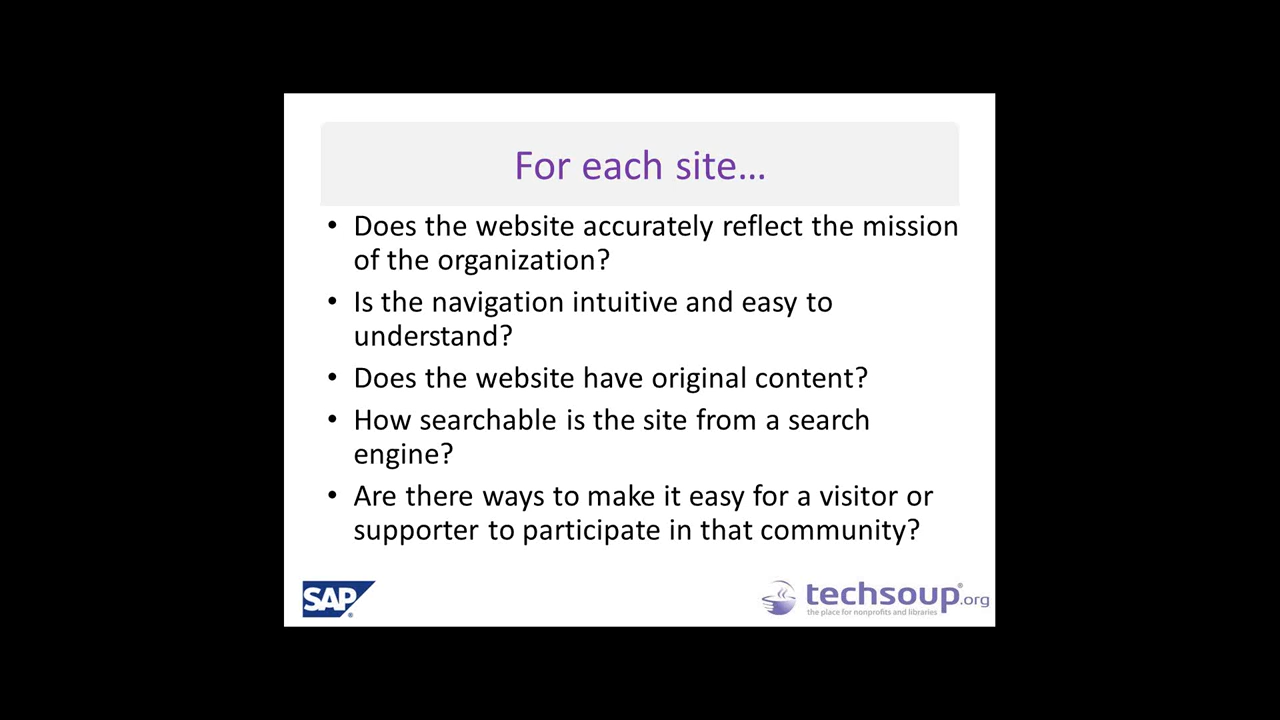 For each site...
• Does the website accurately reflect the mission
of the organization?
• Is the navigation intuitive and easy to
understand?
• Does the website have original content?
• How searchable is the site from a search
engine?
• Are there ways to make it easy for a visitor or
supporter to participate in that community?
SAP®
techsoup®.org
the place for nonprofits and libraries